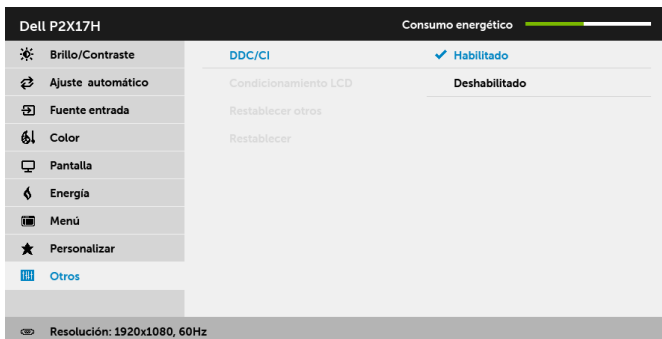 Dell P2X17H Consumo energético
Brillo/Contraste DDC/CI Habilitado
Ajuste automático Condicionamiento LCD Deshabilitado
Fuente entrada Restablecer otros
Color Restablecer
Pantalla
Energía
Menú
Personalizar
Otros
Resolución: 1920x1080, 60Hz